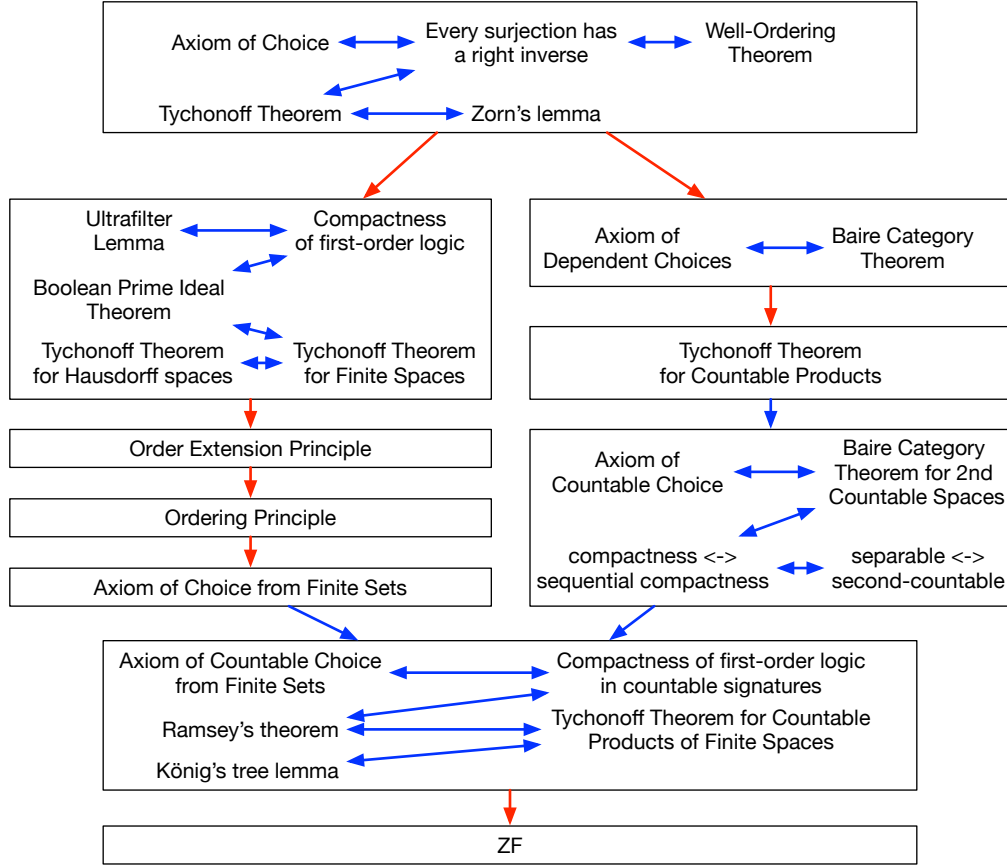 Axiom of Choice
Every surjection has
a right inverse
Well-Ordering
Theorem
Tychonoff Theorem
Zorn's lemma
Ultrafilter
Lemma
Compactness
of first-order logic
Boolean Prime Ideal
Theorem
Tychonoff Theorem
for Hausdorff spaces
Tychonoff Theorem
for Finite Spaces
Axiom of
Dependent Choices
Baire Category
Theorem
Tychonoff Theorem
for Countable Products
Order Extension Principle
Ordering Principle
Axiom of Choice from Finite Sets
Axiom of
Countable Choice
Baire Category
Theorem for 2nd
Countable Spaces
compactness <->
sequential compactness
separable <->
second-countable
Axiom of Countable Choice
from Finite Sets
Compactness of first-order logic
in countable signatures
Ramsey's theorem
Tychonoff Theorem for Countable
Products of Finite Spaces
König's tree lemma
ZF